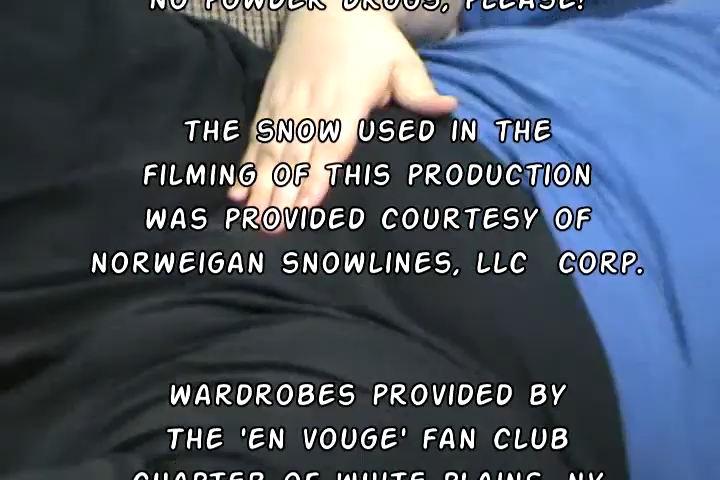 NO POWDER DRUGS, PLEASE!
THE SNOW USED IN THE
FILMING OF THIS PRODUCTION
WAS PROVIDED COURTESY OF
NORWEIGAN SNOWLINES, LLC CORP.
WARDROBES PROVIDED BY
THE 'EN VOUGE' FAN CLUB
CHAPTER OF WHITE PLAINS, NY